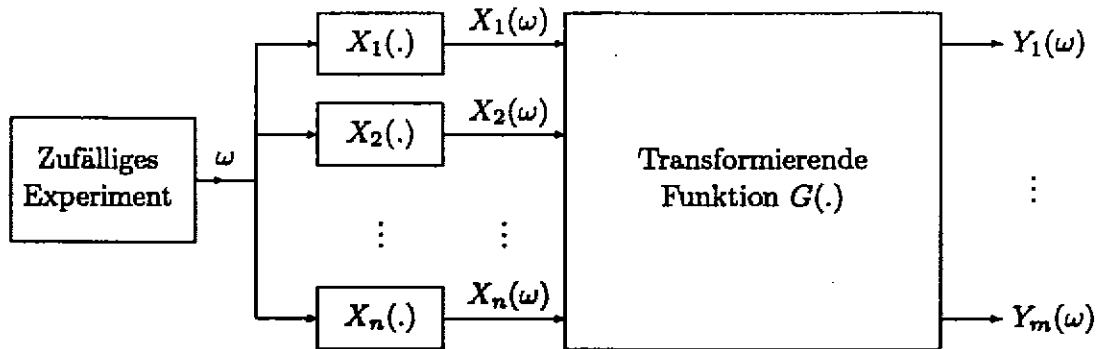 X₁(.)
X₁(ω)
Y₁(ω)
X₂(.)
X₂(ω)
Zufälliges
Experiment
ω
Transformierende
Funktion G(.)
⋮
⋮
⋮
Xₙ(.)
Xₙ(ω)
Yₘ(ω)